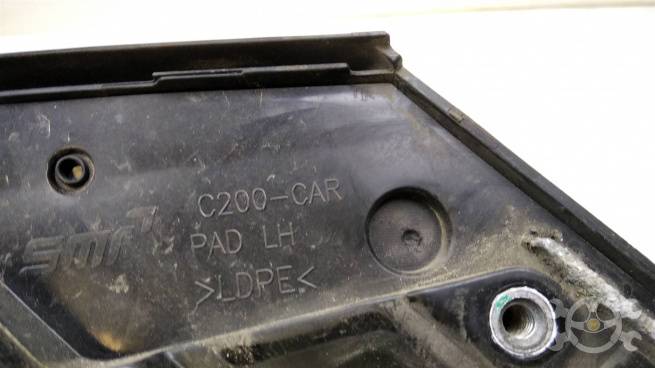 C200-CAR
SMR
PAD LH
>LDPE<